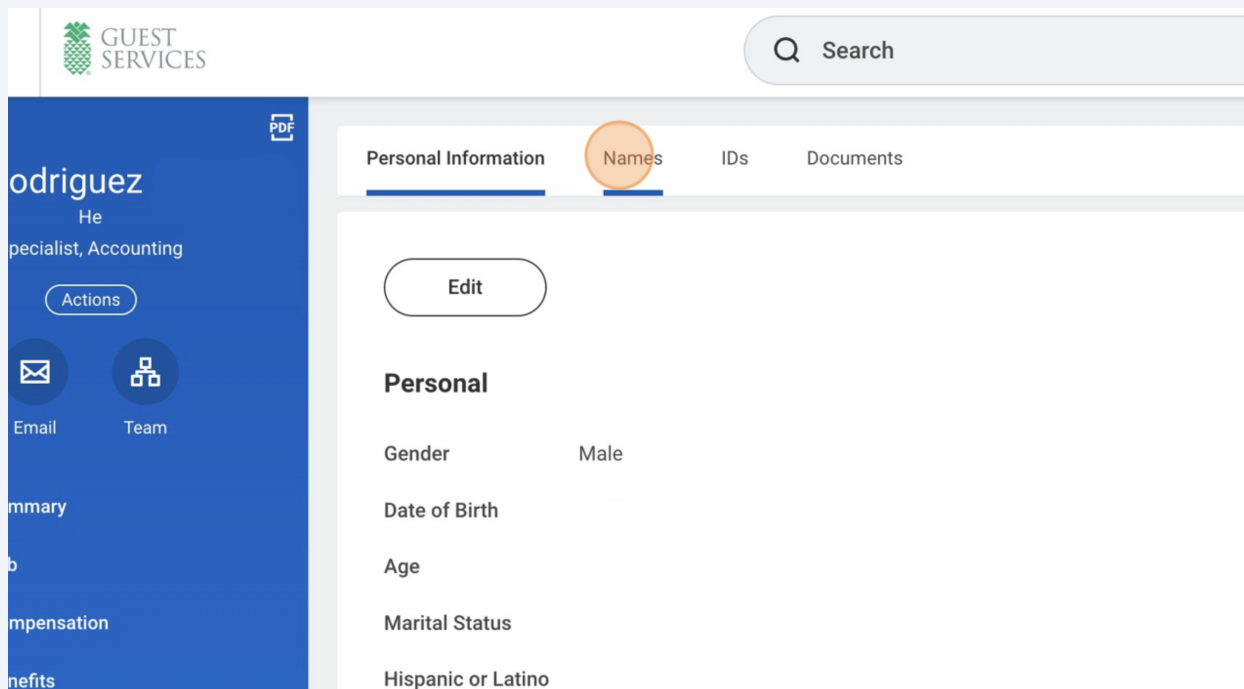 GUEST
SERVICES
Search
PDF
odriguez
He
pecialist, Accounting
Actions
Email
Team
mmary
b
mpensation
nefits
Personal Information
Names
IDs
Documents
Edit
Personal
Gender Male
Date of Birth
Age
Marital Status
Hispanic or Latino